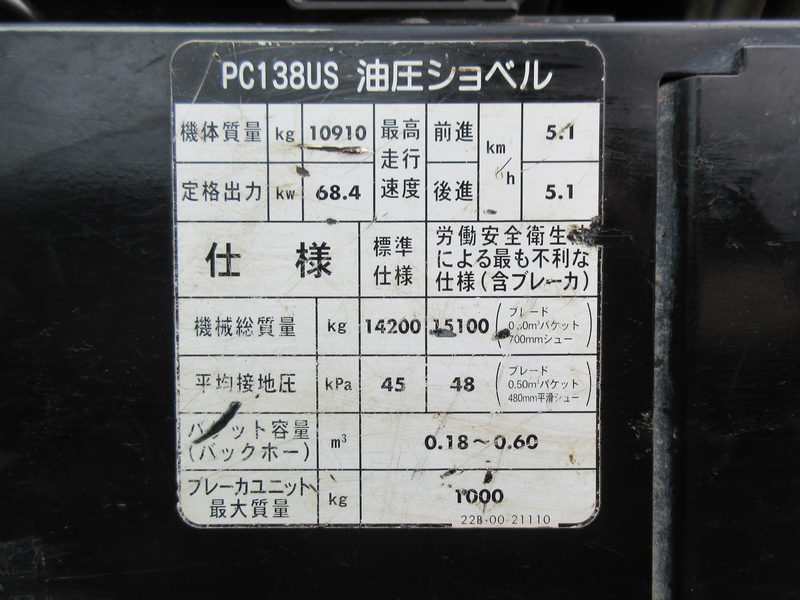 PC138US 油圧ショベル
機体質量 kg 10910 最高走行速度 前進 km/h 5.1
定格出力 kw 68.4 後進 5.1
仕様 標準仕様 労働安全衛生法
による最も不利な
仕様(含ブレーカ)
機械総質量 kg 14200 15100 (ブレード
バケット
700mmシュー)
平均接地圧 kPa 45 48 (ブレード
0.50m³バケット
480mm平滑シュー)
バケット容量
(バックホー) m³ 0.18～0.60
ブレーカユニット
最大質量 kg 1000
22B-00-21110